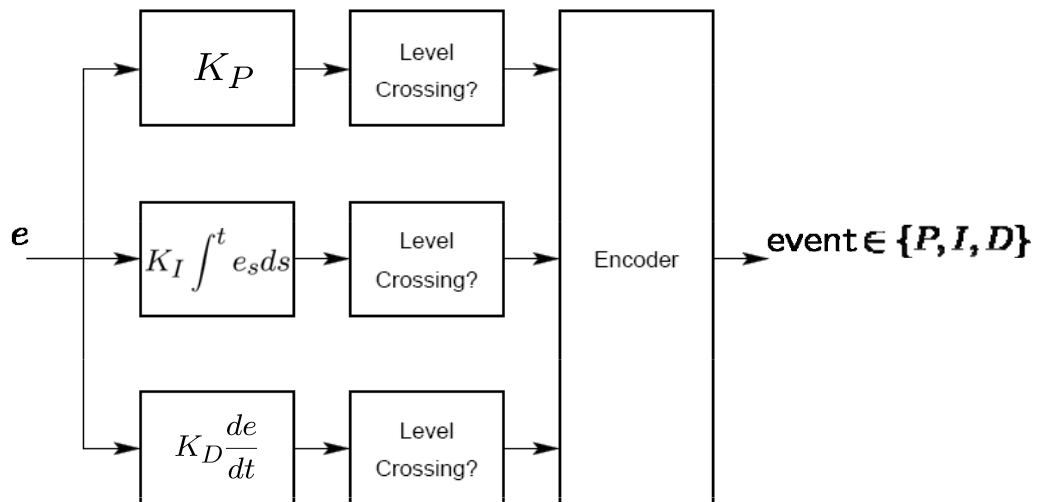 K_P
Level
Crossing?
e
K_I ∫^t e_s ds
Level
Crossing?
Encoder
event ∈ {P, I, D}
K_D de/dt
Level
Crossing?